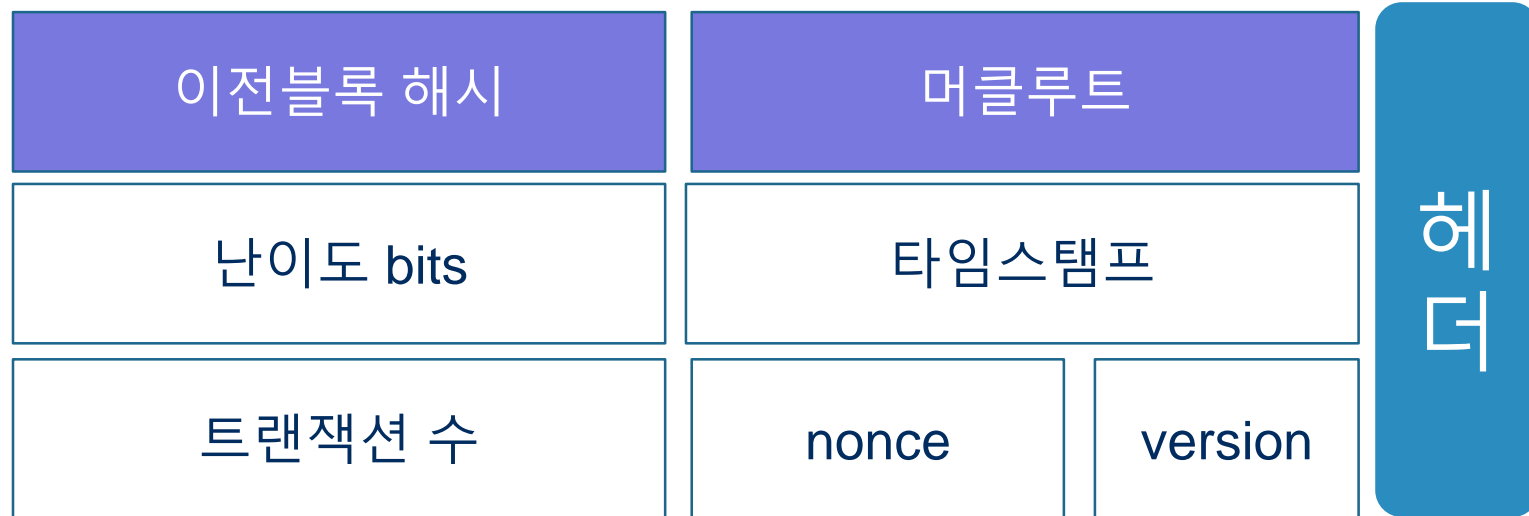 이전블록 해시
머클루트
난이도 bits
타임스탬프
트랜잭션 수
nonce
version
헤더